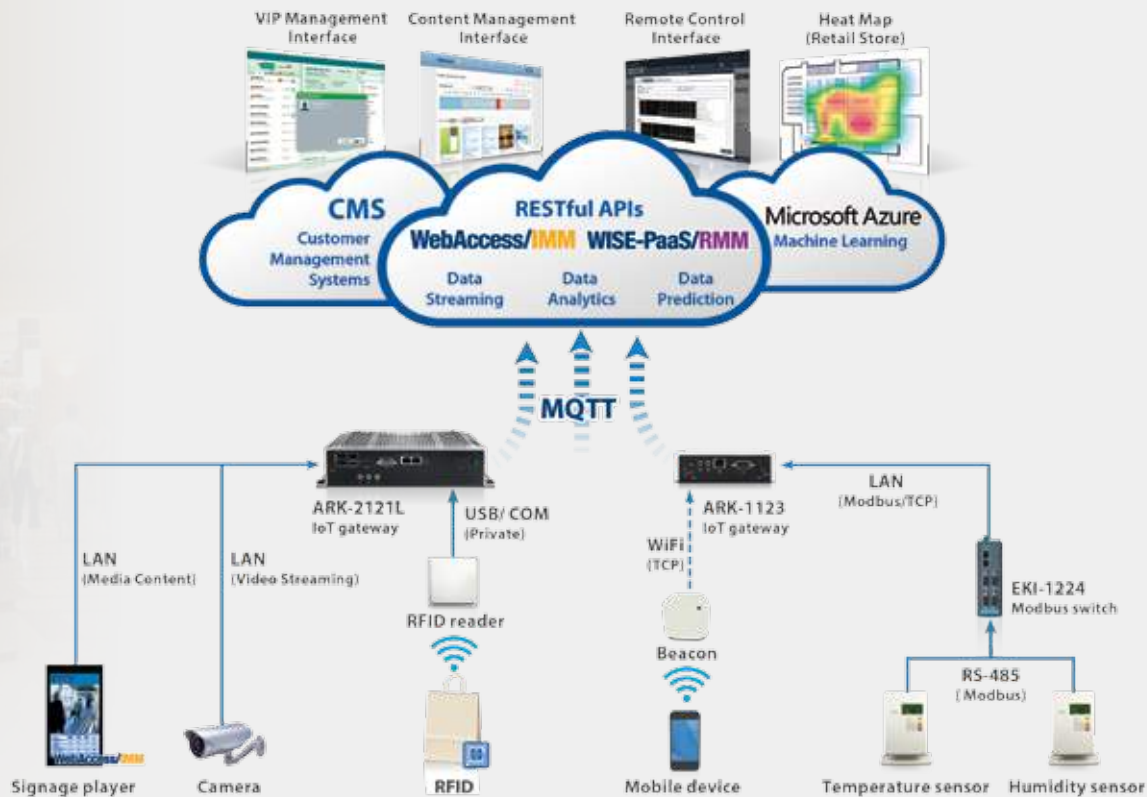 VIP Management
Interface
Content Management
Interface
Remote Control
Interface
Heat Map
(Retail Store)
CMS
Customer
Management
Systems
RESTful APIs
WebAccess/IMM WISE-PaaS/RMM
Data
Streaming
Data
Analytics
Data
Prediction
Microsoft Azure
Machine Learning
MQTT
ARK-2121L
IoT gateway
USB/ COM
(Private)
ARK-1123
IoT gateway
LAN
(Modbus/TCP)
LAN
(Media Content)
LAN
(Video Streaming)
WiFi
(TCP)
RFID reader
Beacon
EKI-1224
Modbus switch
RS-485
(Modbus)
WebAccess/IMM
Signage player
Camera
RFID
Mobile device
Temperature sensor
Humidity sensor